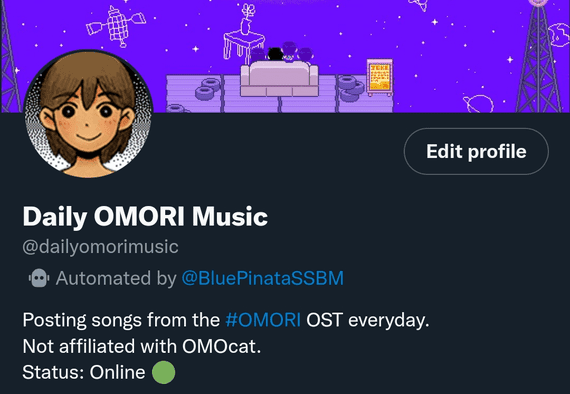 Edit profile
Daily OMORI Music
@dailyomorimusic
Automated by @BluePinataSSBM
Posting songs from the #OMORI OST everyday.
Not affiliated with OMOcat.
Status: Online 🟢